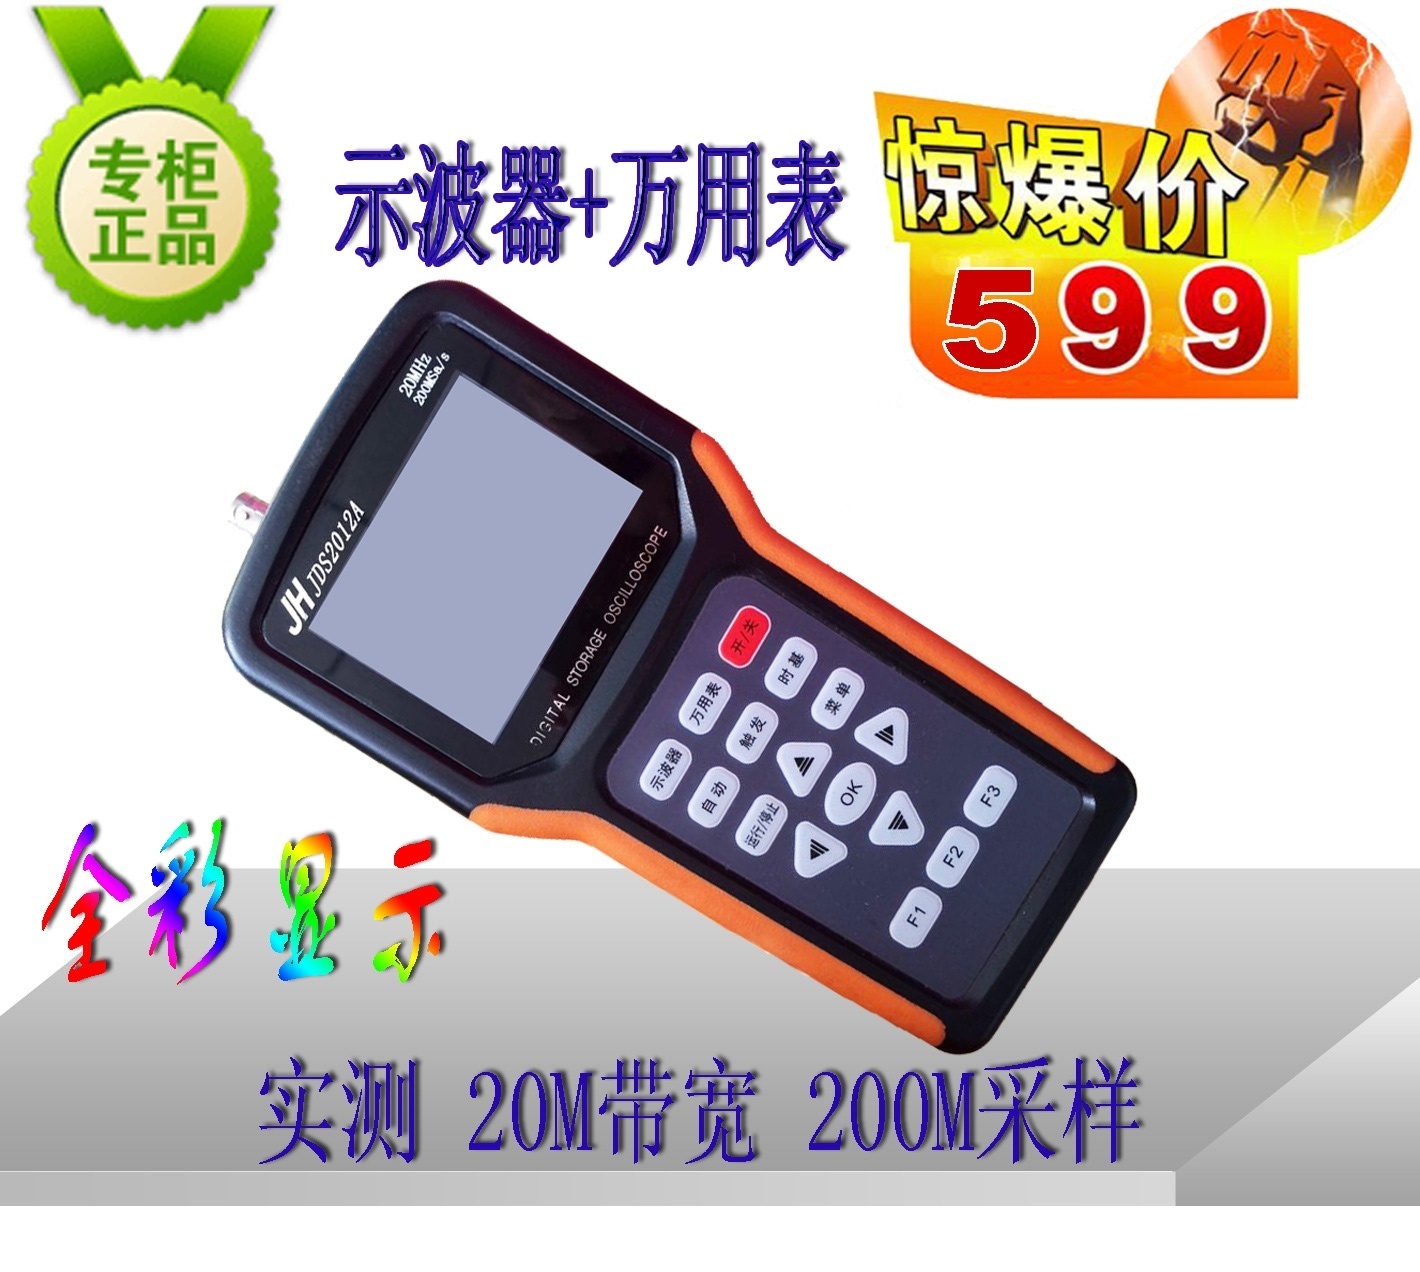 专柜
正品
示波器+万用表
惊爆价
599
20MHz
200MSa/s
JH JDS2012A
DIGITAL STORAGE OSCILLOSCOPE
开/关
万用表
时基
示波器
触发
菜单
自动
运行/停止
OK
F1
F2
F3
全彩显示
实测 20M带宽 200M采样